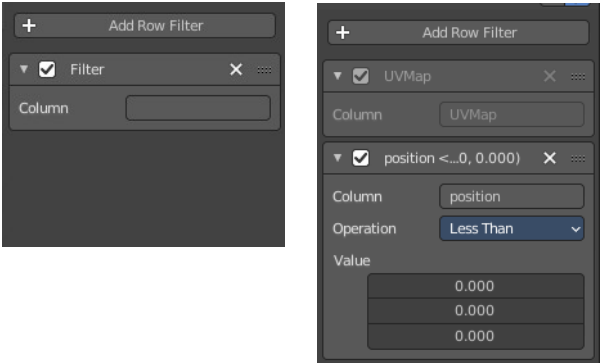 Add Row Filter
Filter
Column
Add Row Filter
UVMap
Column UVMap
position <...0, 0.000)
Column position
Operation Less Than
Value
0.000
0.000
0.000